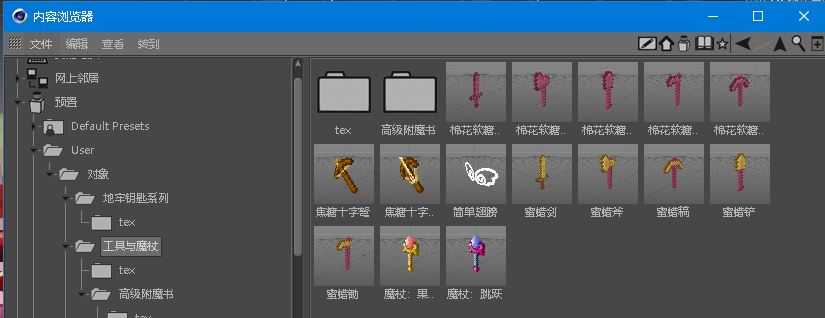 内容浏览器
文件 编辑 查看 转到
网上邻居
预置
Default Presets
User
对象
地牢钥匙系列
tex
工具与魔杖
tex
高级附魔书
tex
tex 高级附魔书 棉花软糖.. 棉花软糖.. 棉花软糖.. 棉花软糖.. 棉花软糖..
焦糖十字弩 焦糖十字.. 简单翅膀 蜜蜡剑 蜜蜡斧 蜜蜡稿 蜜蜡铲
蜜蜡锄 魔杖：果.. 魔杖：跳跃